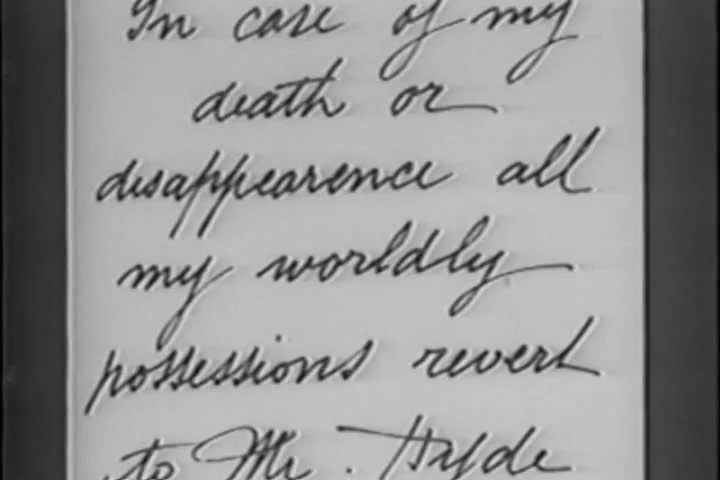 In case of my
death or
disappearence all
my worldly
possessions revert
to Mr. Hyde